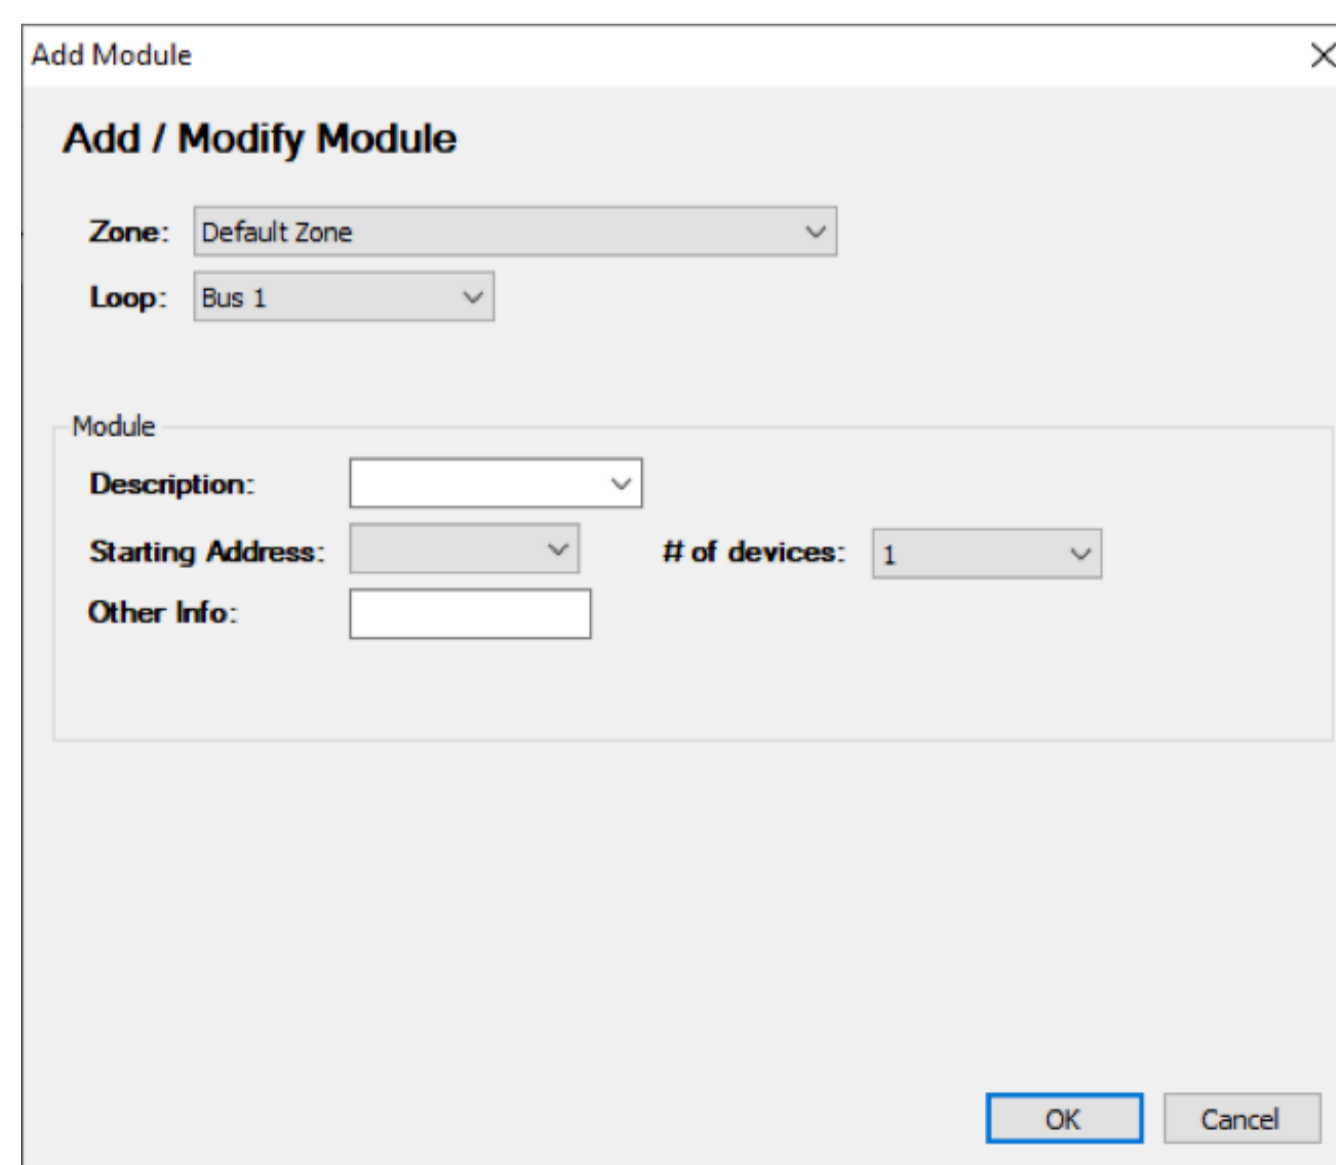 Add Module
Add / Modify Module
Zone: Default Zone
Loop: Bus 1
Module
Description:
Starting Address: # of devices: 1
Other Info:
OK Cancel